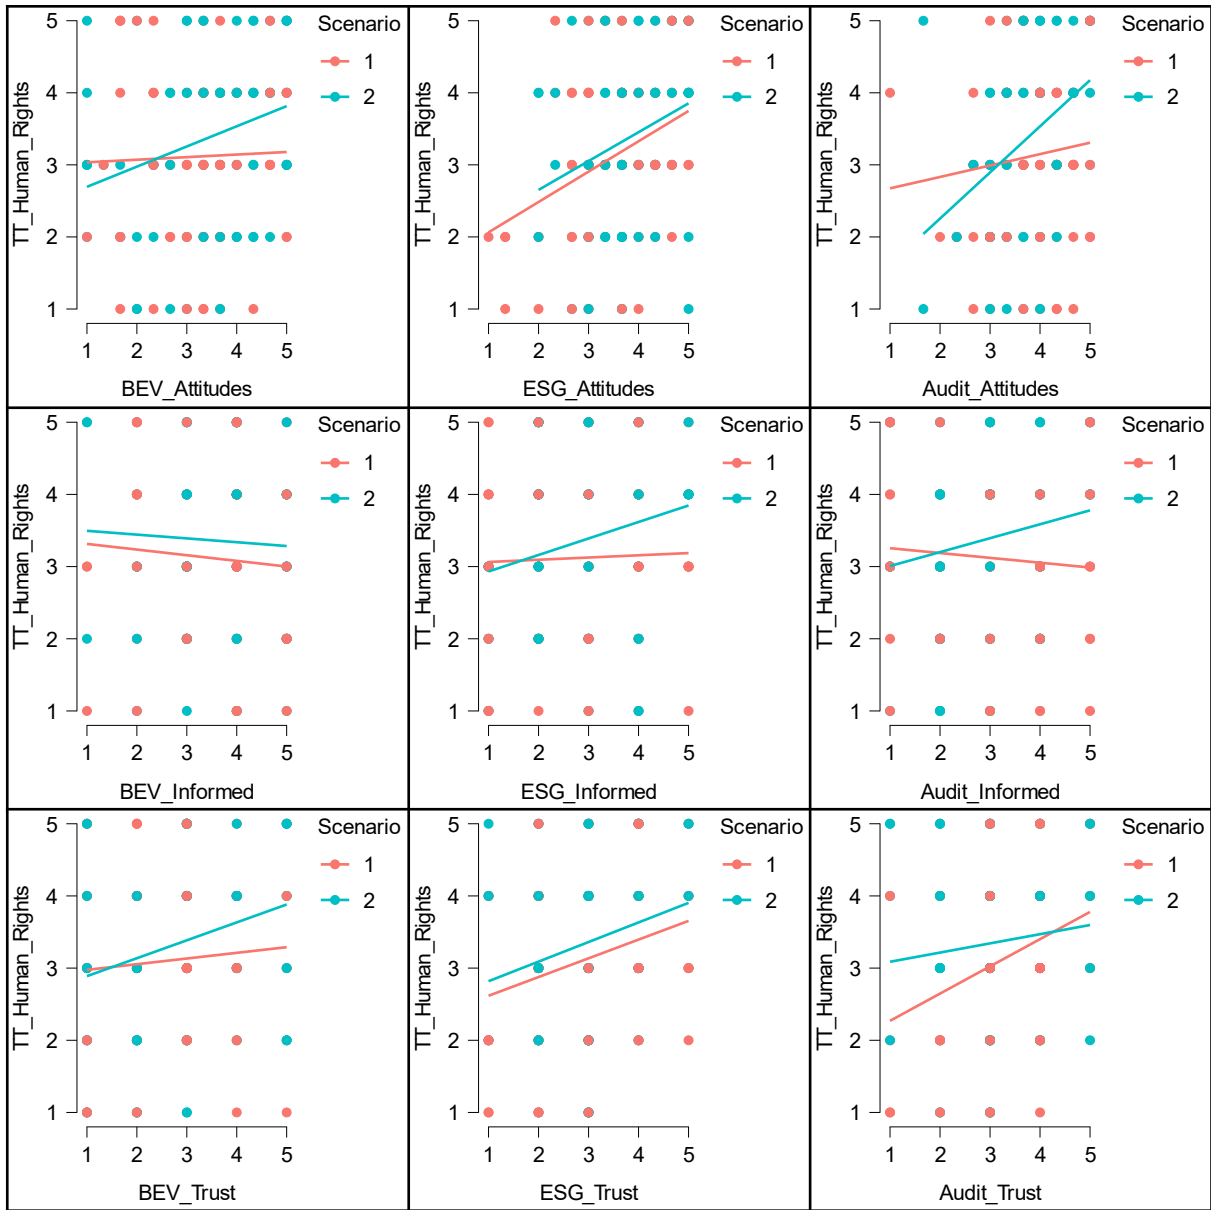 5 4 3 2 1
TT_Human_Rights
1 2 3 4 5
BEV_Attitudes
Scenario
1
2
5 4 3 2 1
TT_Human_Rights
1 2 3 4 5
ESG_Attitudes
Scenario
1
2
5 4 3 2 1
TT_Human_Rights
1 2 3 4 5
Audit_Attitudes
Scenario
1
2
5 4 3 2 1
TT_Human_Rights
1 2 3 4 5
BEV_Informed
Scenario
1
2
5 4 3 2 1
TT_Human_Rights
1 2 3 4 5
ESG_Informed
Scenario
1
2
5 4 3 2 1
TT_Human_Rights
1 2 3 4 5
Audit_Informed
Scenario
1
2
5 4 3 2 1
TT_Human_Rights
1 2 3 4 5
BEV_Trust
Scenario
1
2
5 4 3 2 1
TT_Human_Rights
1 2 3 4 5
ESG_Trust
Scenario
1
2
5 4 3 2 1
TT_Human_Rights
1 2 3 4 5
Audit_Trust
Scenario
1
2